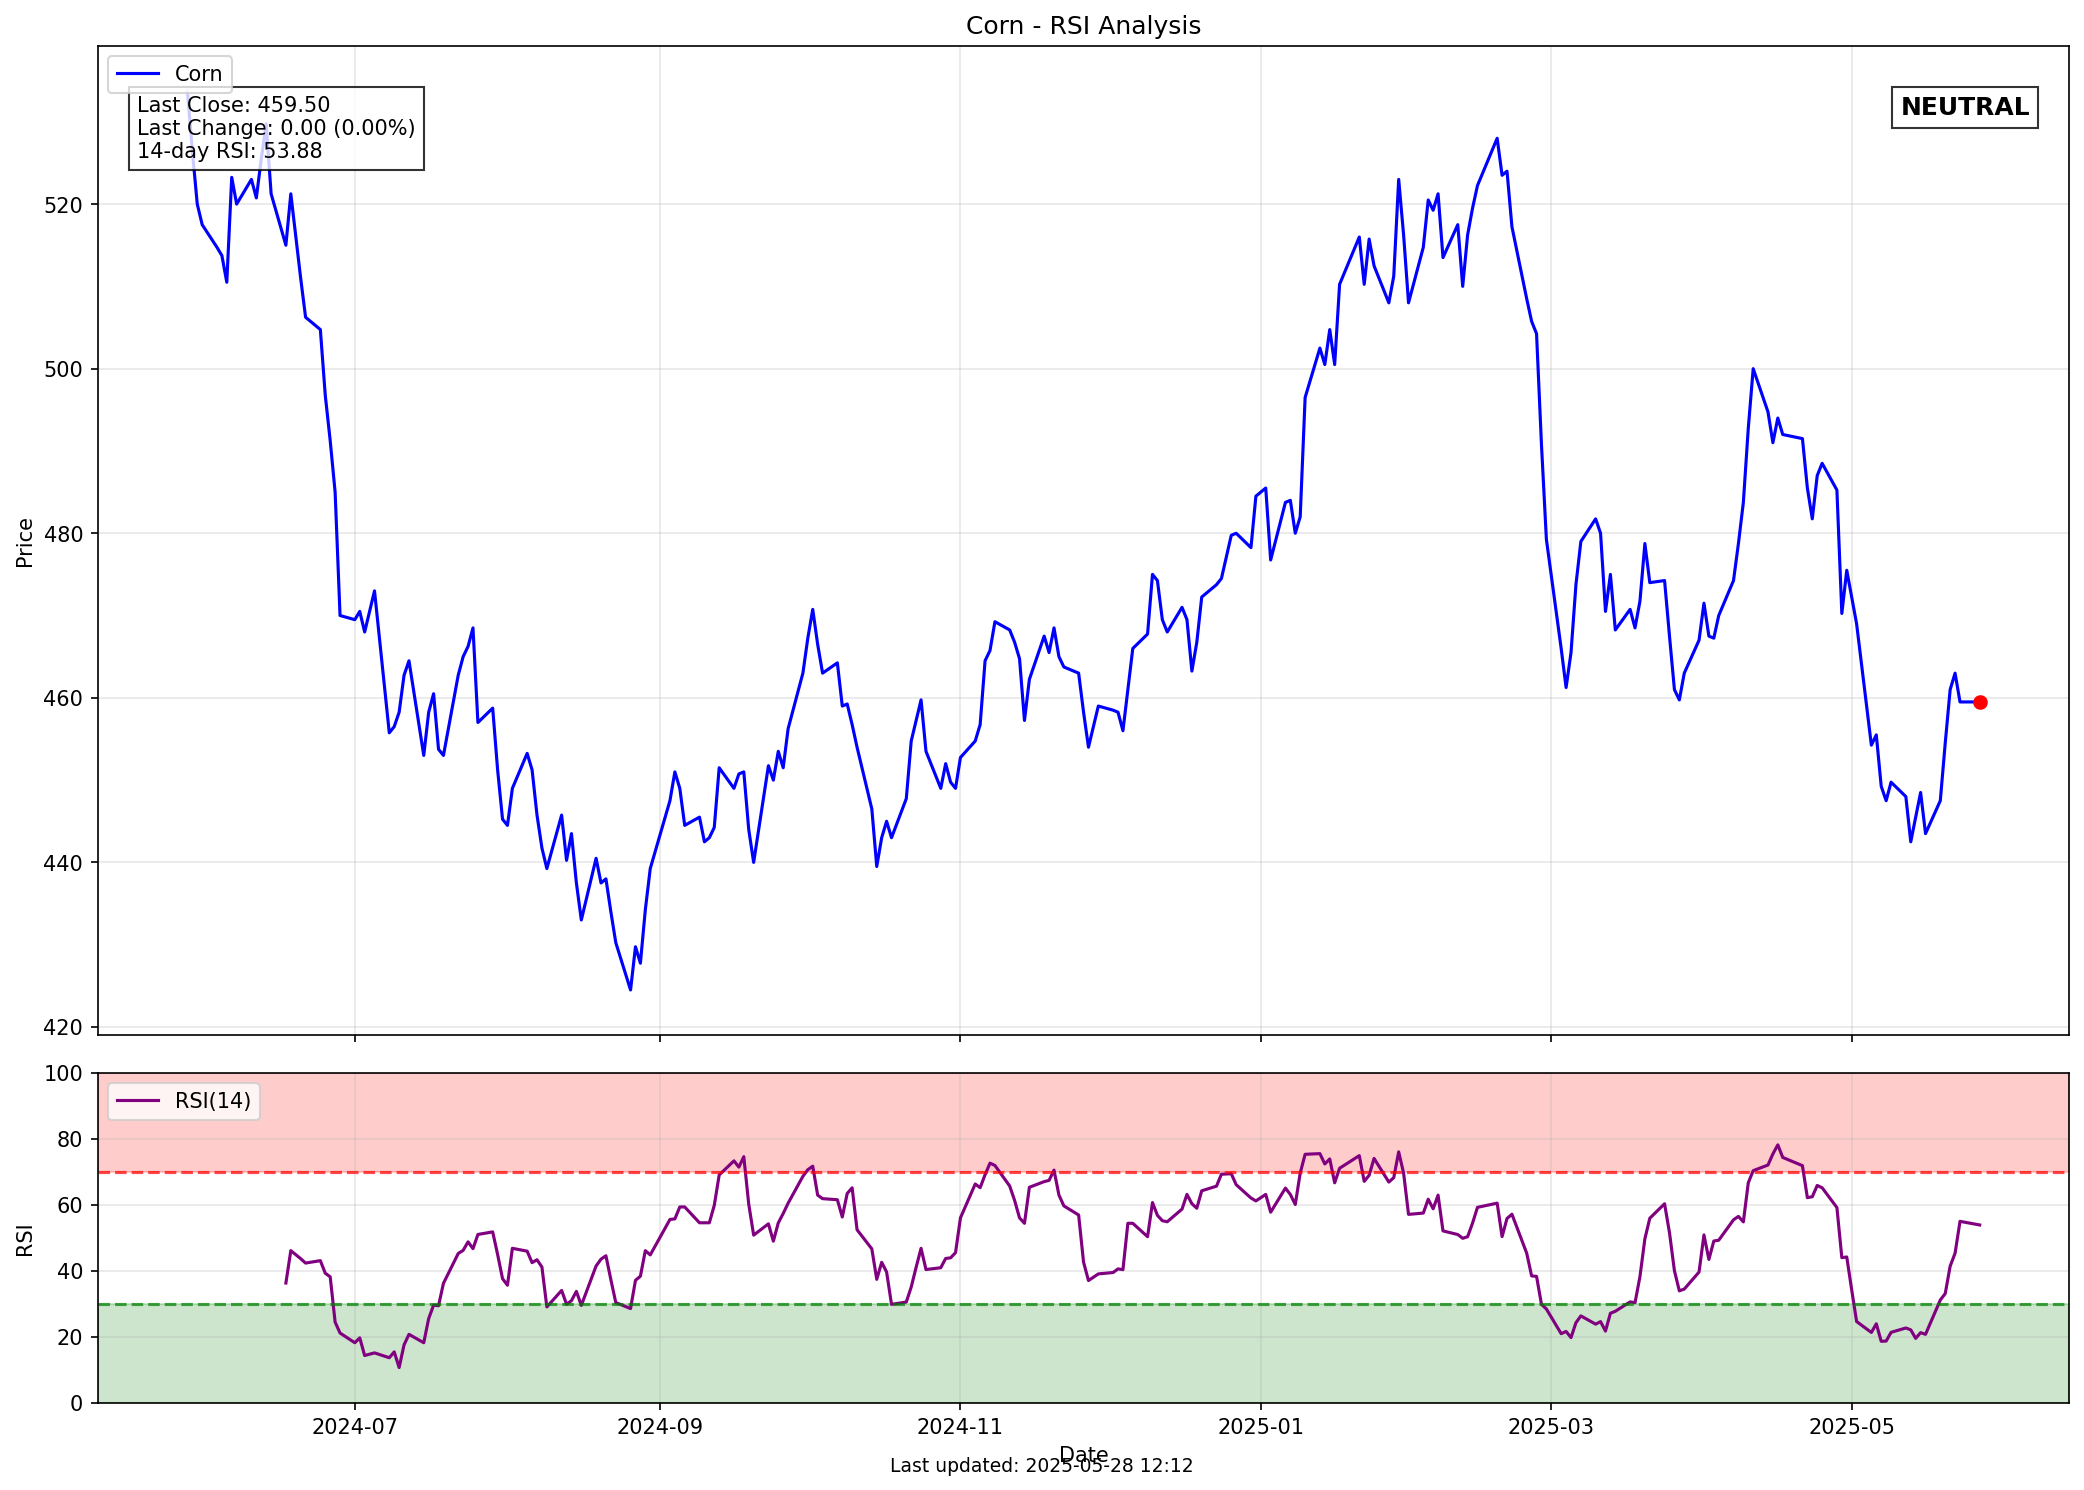 Corn - RSI Analysis
Corn
Last Close: 459.50
Last Change: 0.00 (0.00%)
14-day RSI: 53.88
NEUTRAL
520
500
480
460
440
420
Price
100
80
60
40
20
0
RSI
RSI(14)
2024-07
2024-09
2024-11
2025-01
2025-03
2025-05
Date
Last updated: 2025-05-28 12:12